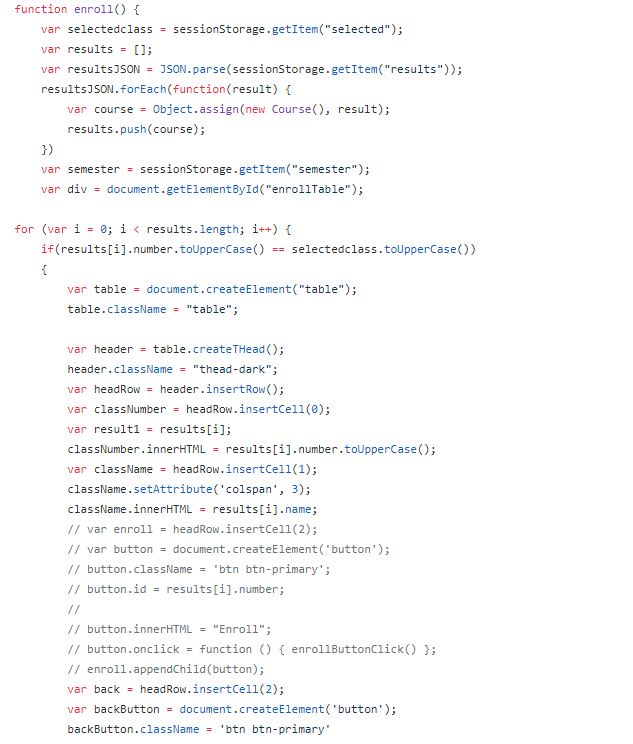 function enroll() {
var selectedclass = sessionStorage.getItem("selected");
var results = [];
var resultsJSON = JSON.parse(sessionStorage.getItem("results"));
resultsJSON.forEach(function(result) {
var course = Object.assign(new Course(), result);
results.push(course);
})
var semester = sessionStorage.getItem("semester");
var div = document.getElementById("enrollTable");
for (var i = 0; i < results.length; i++) {
if(results[i].number.toUpperCase() == selectedclass.toUpperCase())
{
var table = document.createElement("table");
table.className = "table";
var header = table.createTHead();
header.className = "thead-dark";
var headRow = header.insertRow();
var classNumber = headRow.insertCell(0);
var result1 = results[i];
classNumber.innerHTML = results[i].number.toUpperCase();
var className = headRow.insertCell(1);
className.setAttribute('colspan', 3);
className.innerHTML = results[i].name;
// var enroll = headRow.insertCell(2);
// var button = document.createElement('button');
// button.className = 'btn btn-primary';
// button.id = results[i].number;
//
// button.innerHTML = "Enroll";
// button.onclick = function () { enrollButtonClick() };
// enroll.appendChild(button);
var back = headRow.insertCell(2);
var backButton = document.createElement('button');
backButton.className = 'btn btn-primary'